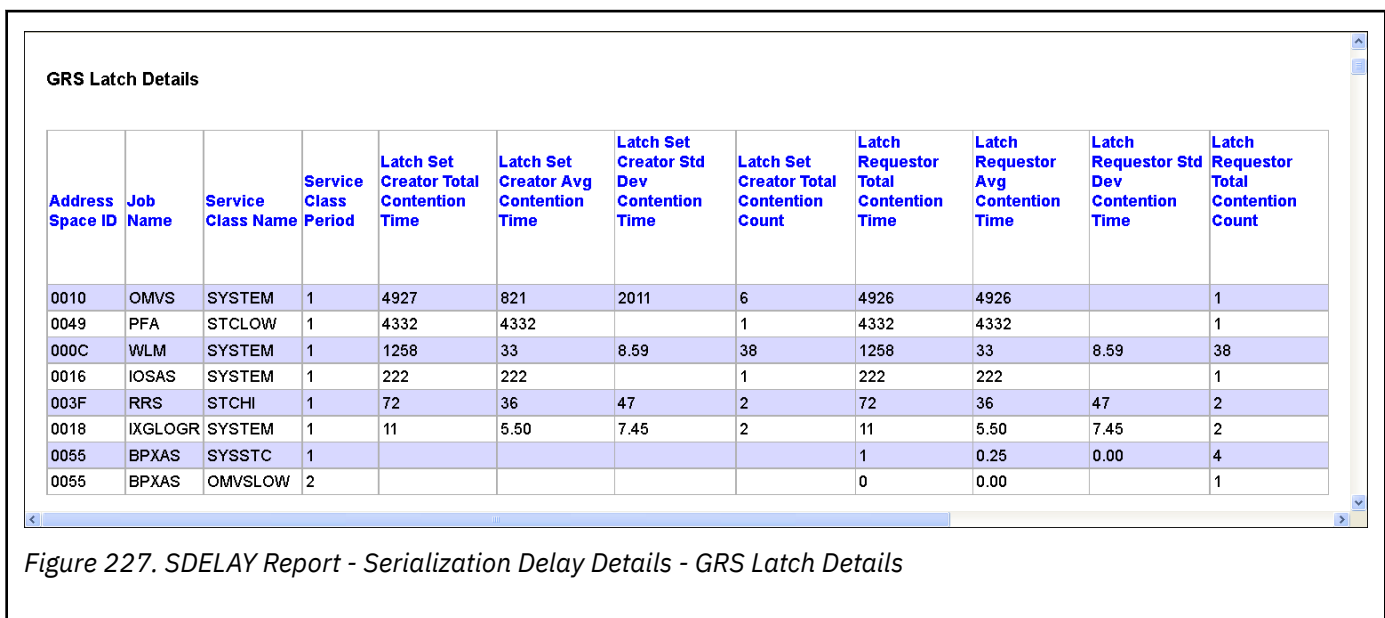 GRS Latch Details
Address Space ID Job Name Service Class Name Service Class Period Latch Set Creator Total Contention Time Latch Set Creator Avg Contention Time Latch Set Creator Std Dev Contention Time Latch Set Creator Total Contention Count Latch Requestor Total Contention Time Latch Requestor Avg Contention Time Latch Requestor Std Dev Contention Time Latch Requestor Total Contention Count
0010 OMVS SYSTEM 1 4927 821 2011 6 4926 4926 1
0049 PFA STCLOW 1 4332 4332 1 4332 4332 1
000C WLM SYSTEM 1 1258 33 8.59 38 1258 33 8.59 38
0016 IOSAS SYSTEM 1 222 222 1 222 222 1
003F RRS STCHI 1 72 36 47 2 72 36 47 2
0018 IXGLOGR SYSTEM 1 11 5.50 7.45 2 11 5.50 7.45 2
0055 BPXAS SYSSTC 1 1 0.25 0.00 4
0055 BPXAS OMVSLOW 2 0 0.00 1
Figure 227. SDELAY Report - Serialization Delay Details - GRS Latch Details